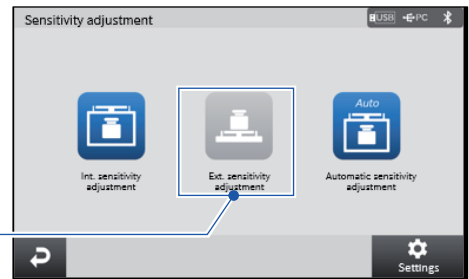 Sensitivity adjustment
USB PC
Auto
Int. sensitivity
adjustment
Ext. sensitivity
adjustment
Automatic sensitivity
adjustment
Settings